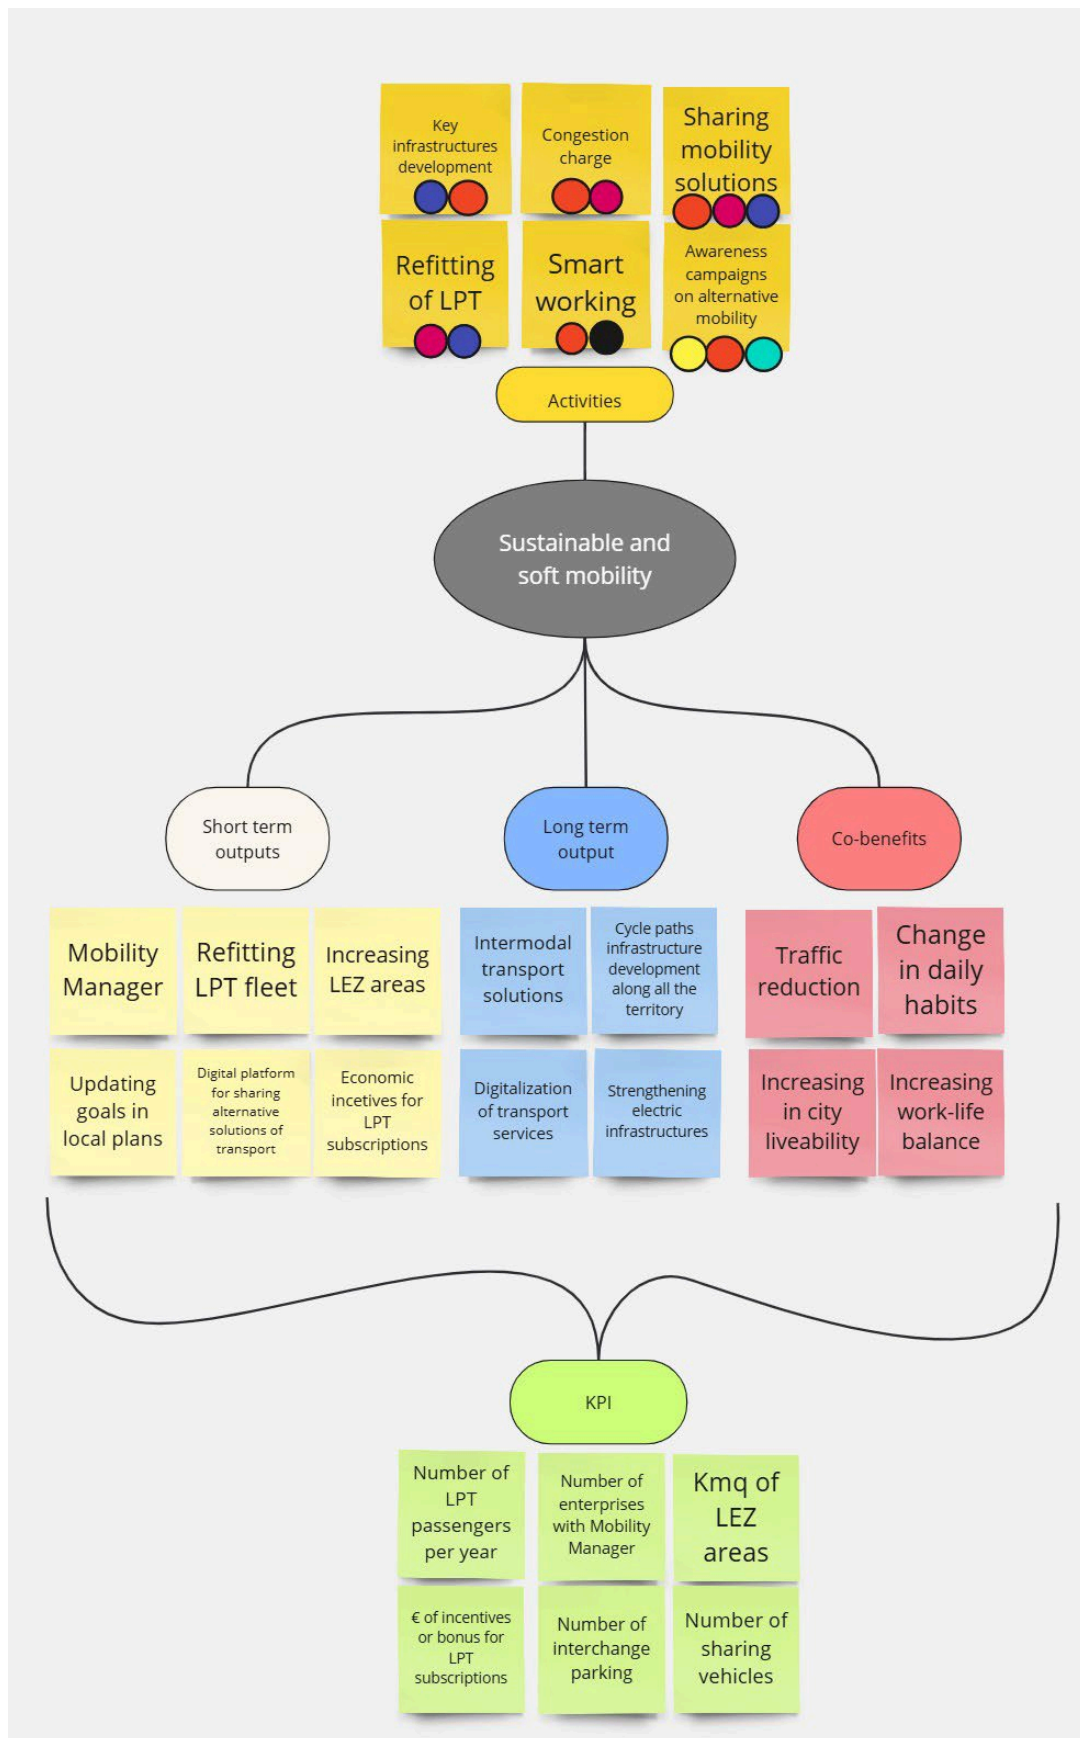 Key
infrastructures
development
Congestion
charge
Sharing
mobility
solutions
Refitting
of LPT
Smart
working
Awareness
campaigns
on alternative
mobility
Activities
Sustainable and
soft mobility
Short term
outputs
Long term
output
Co-benefits
Mobility
Manager
Refitting
LPT fleet
Increasing
LEZ areas
Updating
goals in
local plans
Digital platform
for sharing
alternative
solutions of
transport
Economic
incetives for
LPT
subscriptions
Intermodal
transport
solutions
Cycle paths
infrastructure
development
along all the
territory
Digitalization
of transport
services
Strengthening
electric
infrastructures
Traffic
reduction
Change
in daily
habits
Increasing
in city
liveability
Increasing
work-life
balance
KPI
Number of
LPT
passengers
per year
Number of
enterprises
with Mobility
Manager
Kmq of
LEZ
areas
€ of incentives
or bonus for
LPT
subscriptions
Number of
interchange
parking
Number of
sharing
vehicles